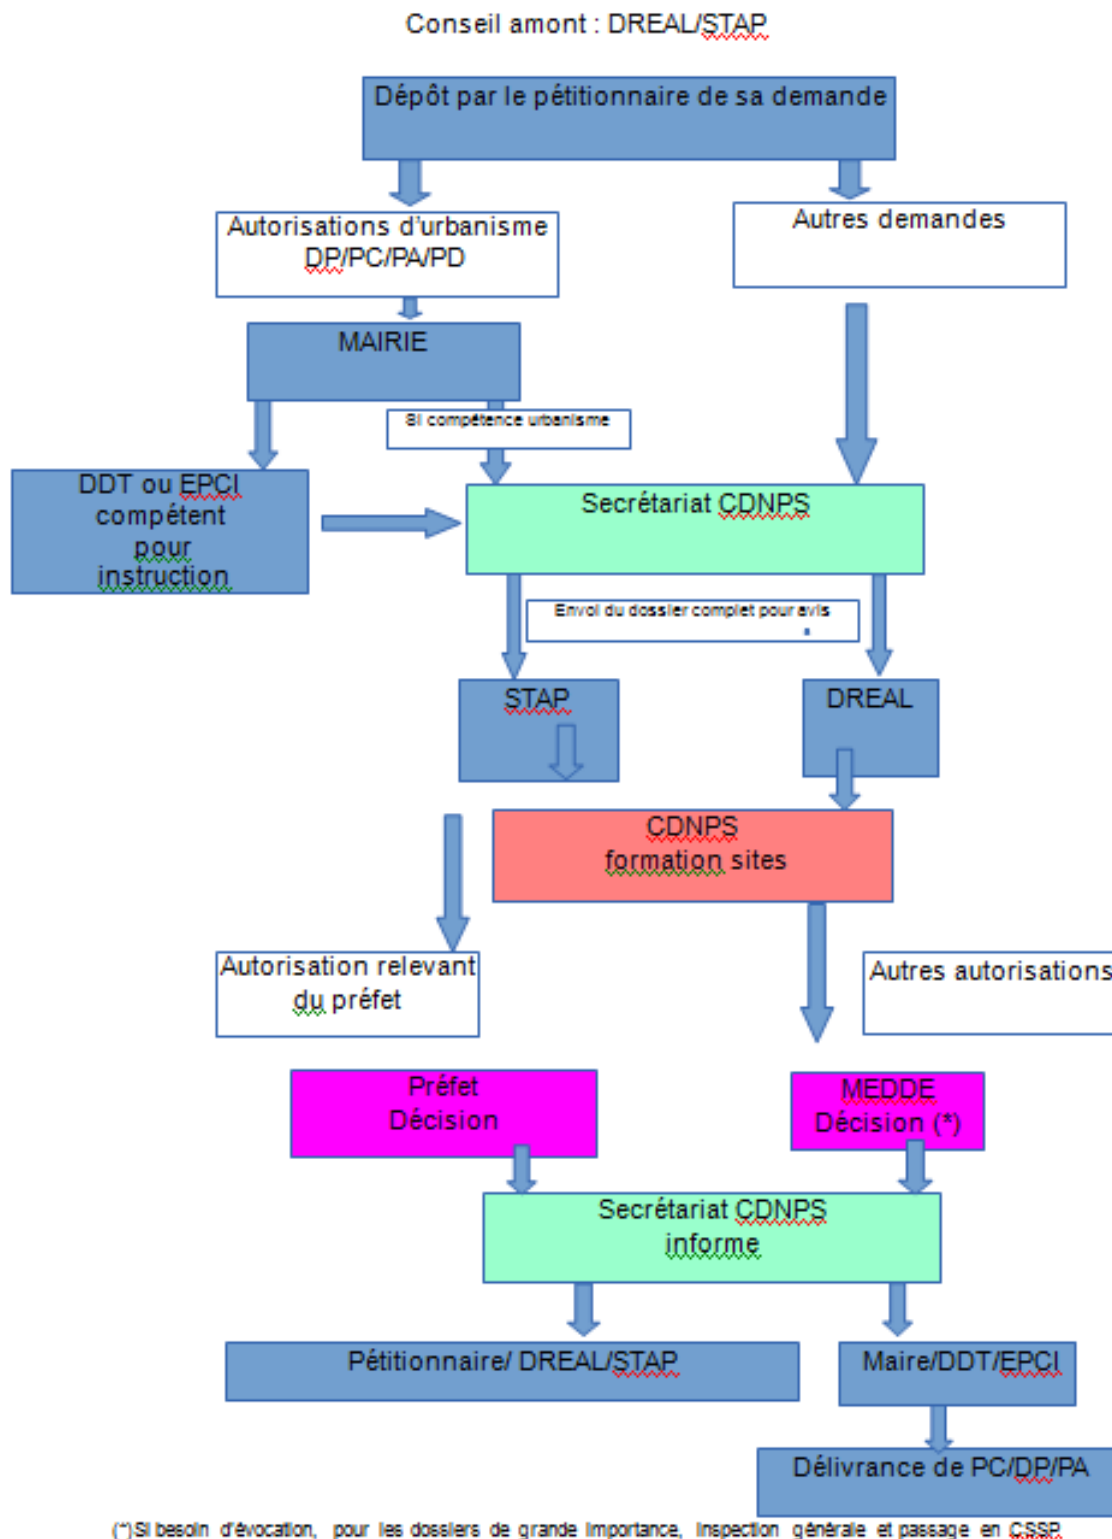 Conseil amont : DREAL/STAP
Dépôt par le pétitionnaire de sa demande
Autorisations d'urbanisme
DP/PC/PA/PD
Autres demandes
MAIRIE
Si compétence urbanisme
DDT ou EPCI
compétent
pour
instruction
Secrétariat CDNPS
Envoi du dossier complet pour avis
STAP
DREAL
CDNPS
formation sites
Autorisation relevant
du préfet
Autres autorisations
Préfet
Décision
MEDDE
Décision (*)
Secrétariat CDNPS
informe
Pétitionnaire/ DREAL/STAP
Maire/DDT/EPCI
Délivrance de PC/DP/PA
(*)Si besoin d'évocation, pour les dossiers de grande importance, inspection générale et passage en CSSP